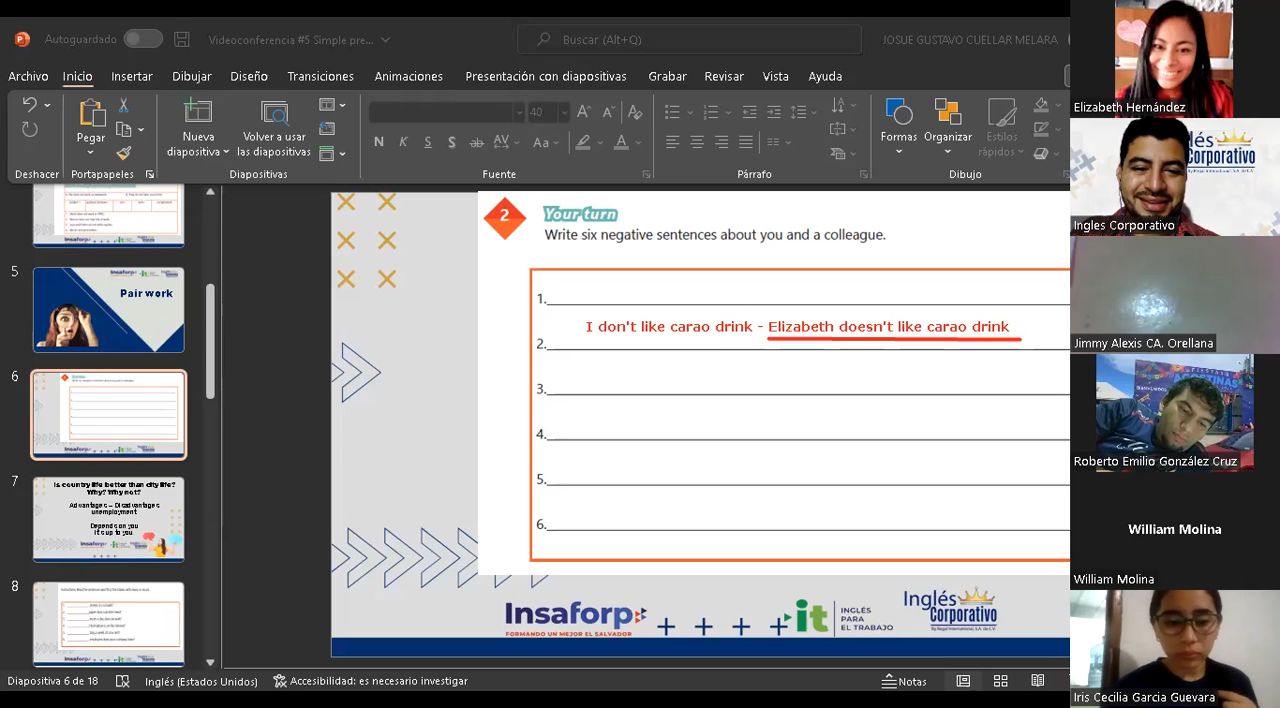 Autoguardado
Videoconferencia #5 Simple pre...
Buscar (Alt+Q)
JOSUE GUSTAVO CUELLAR MELARA
Archivo Inicio Insertar Dibujar Diseño Transiciones Animaciones Presentación con diapositivas Grabar Revisar Vista Ayuda
Pegar
Nueva diapositiva
Volver a usar las diapositivas
40
N K S S ab AV Aa A
Formas
Organizar
Estilos rápidos
Deshacer Portapapeles Diapositivas Fuente Párrafo Dibujo
5
Pair work
6
7
Is country life better than city life?
Why? Why not?
Advantages - Disadvantages
unemployment
Depends on you
It's up to you
8
2
Your turn
Write six negative sentences about you and a colleague.
1.
I don't like carao drink - Elizabeth doesn't like carao drink
2.
3.
4.
5.
6.
Insaforp
FORMANDO UN MEJOR EL SALVADOR
it
INGLÉS
PARA
EL TRABAJO
Inglés
Corporativo
By Regal International, S.A. de C.V.
Diapositiva 6 de 18
Inglés (Estados Unidos)
Accesibilidad: es necesario investigar
Notas
Elizabeth Hernández
Ingles Corporativo
Jimmy Alexis CA. Orellana
Roberto Emilio González Cruz
William Molina
William Molina
Iris Cecilia Garcia Guevara